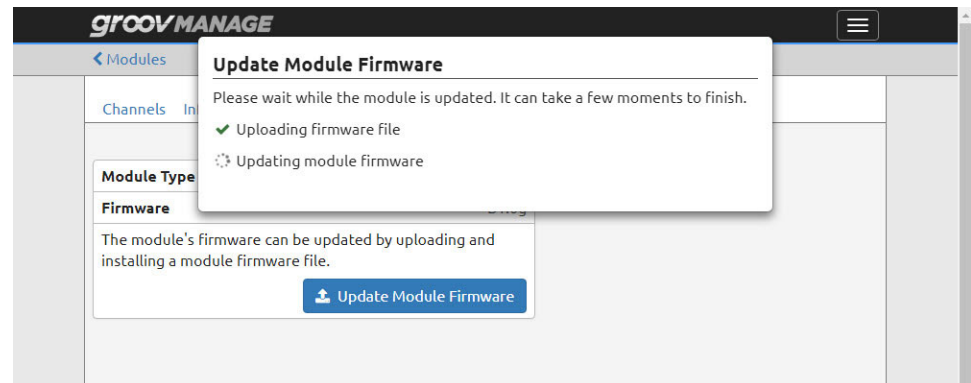 groov MANAGE
Modules
Update Module Firmware
Please wait while the module is updated. It can take a few moments to finish.
Uploading firmware file
Updating module firmware
Channels
Module Type
Firmware
The module's firmware can be updated by uploading and
installing a module firmware file.
Update Module Firmware